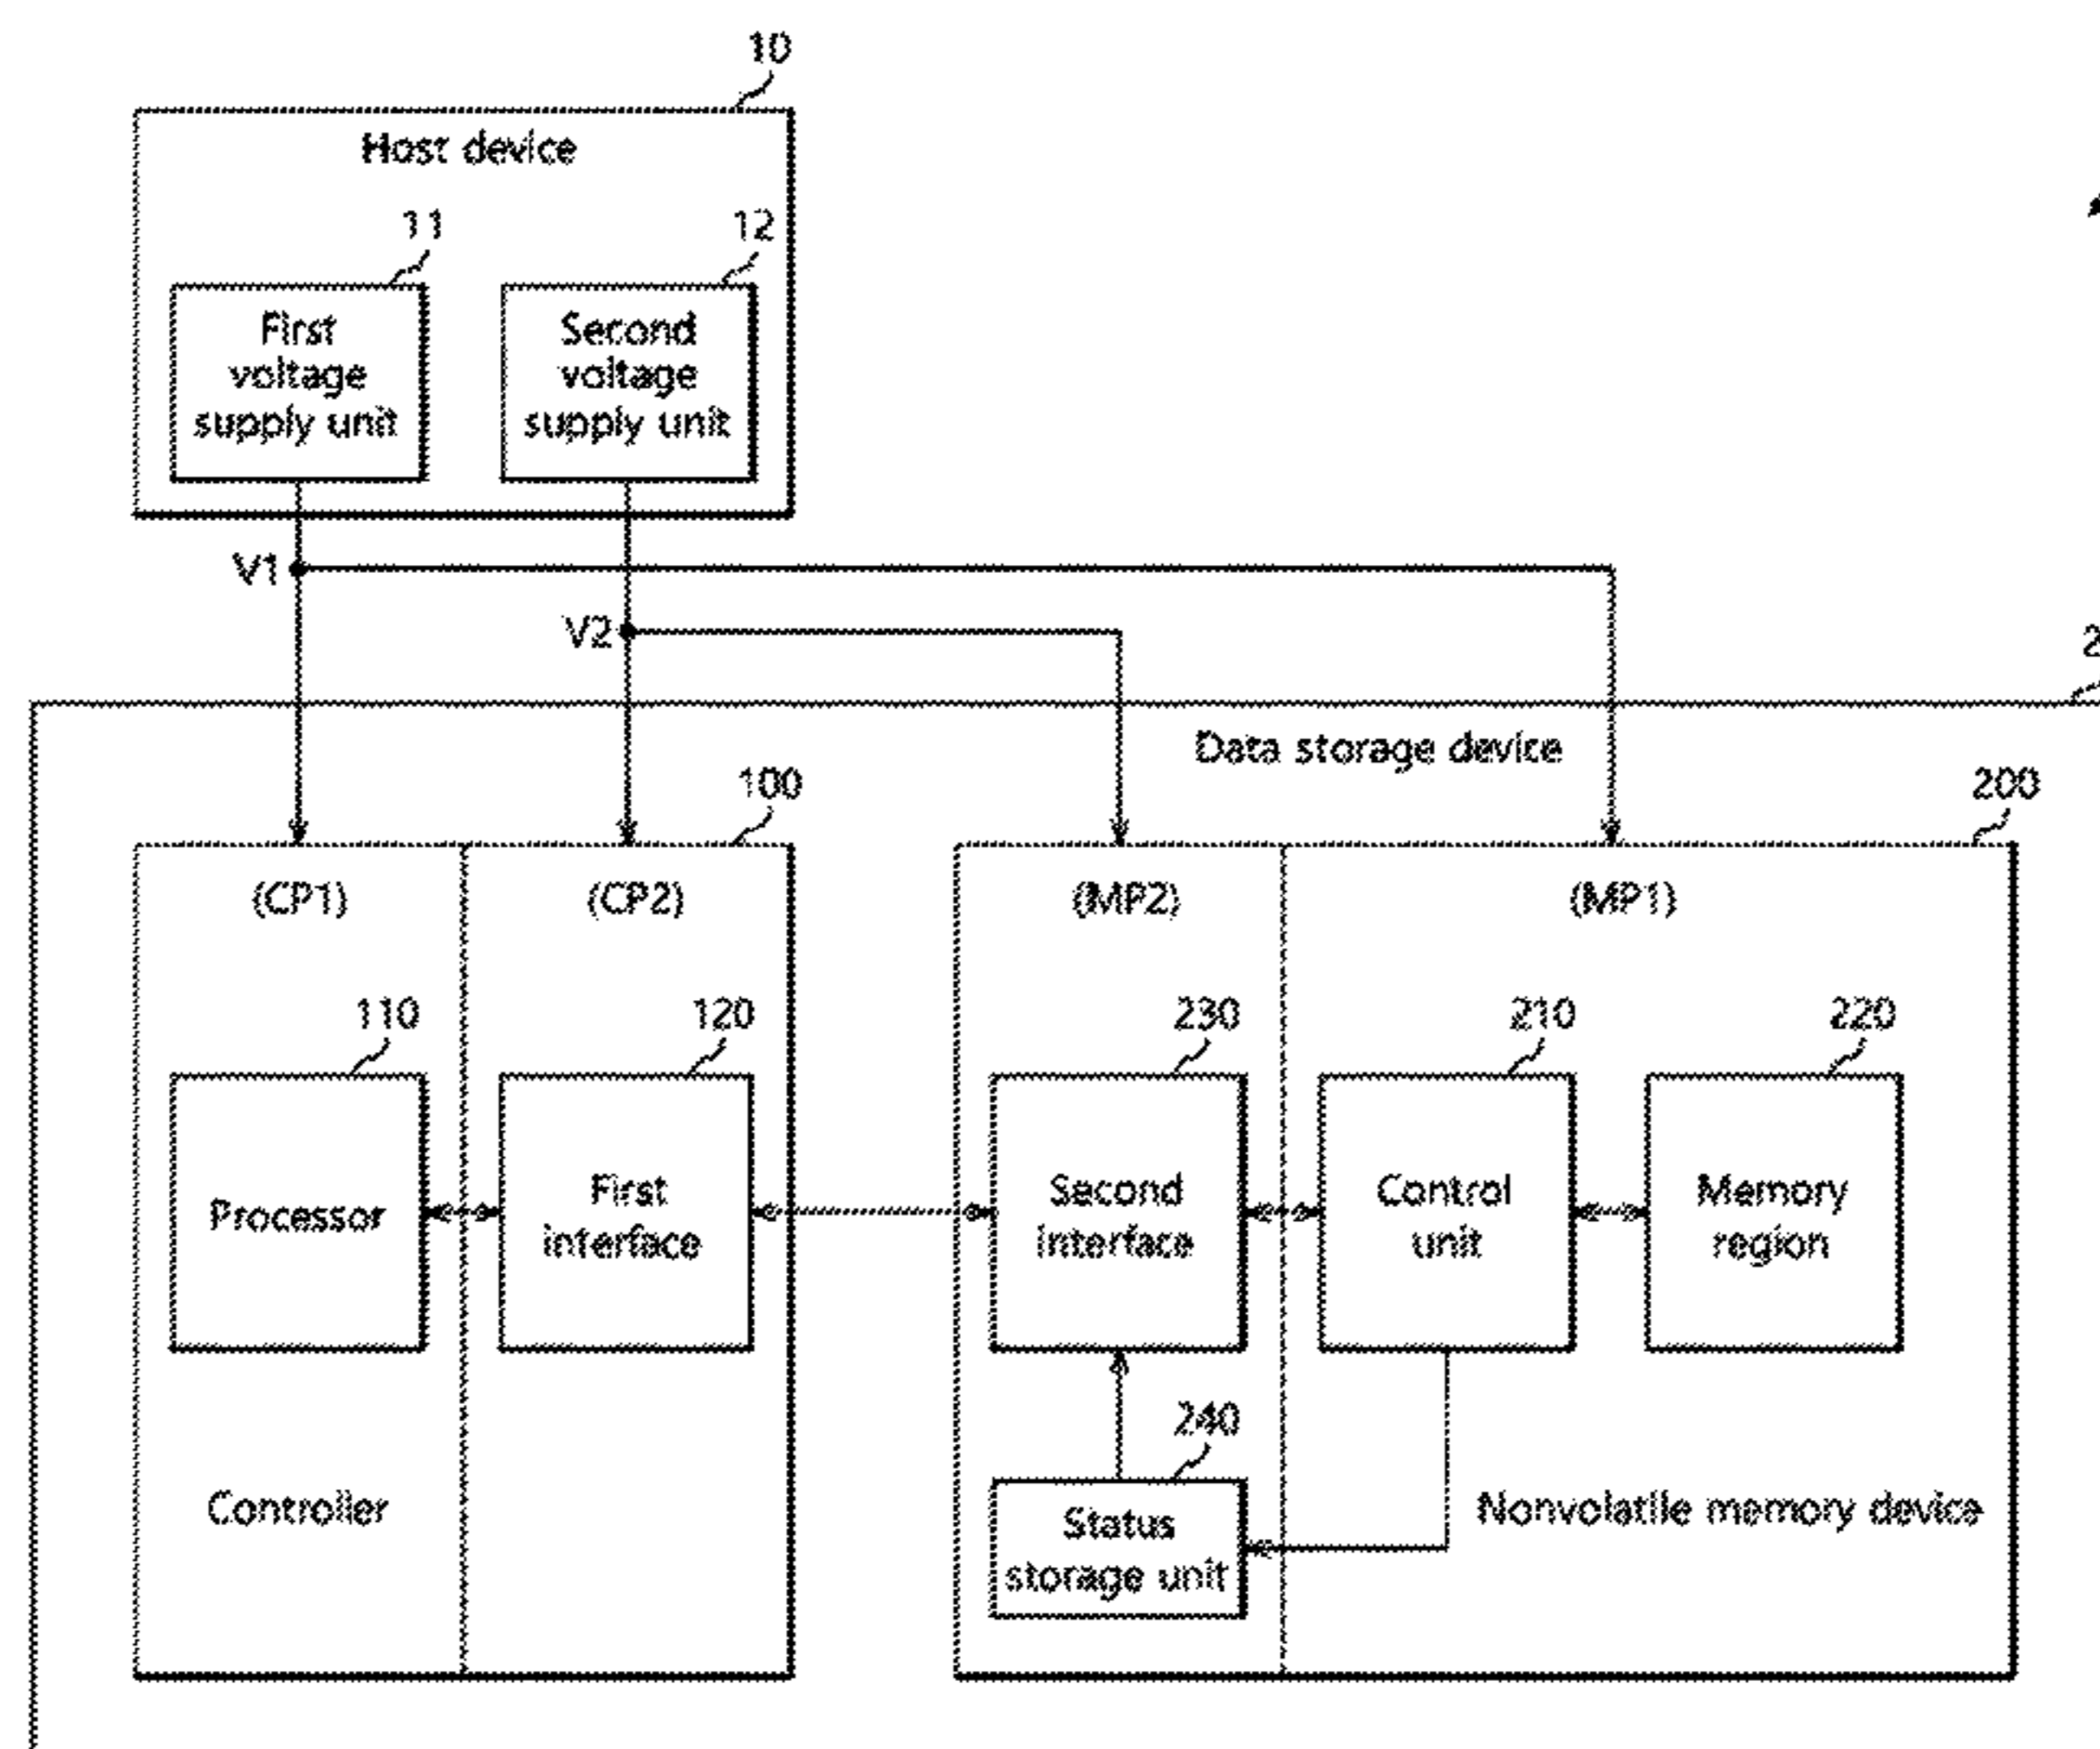 10
Host device
11
12
First
voltage
supply unit
Second
voltage
supply unit
V1
V2
2
Data storage device
100
200
(CP1)
(CP2)
(MP2)
(MP1)
110
120
230
210
220
Processor
First
interface
Second
interface
Control
unit
Memory
region
240
Controller
Status
storage unit
Nonvolatile memory device